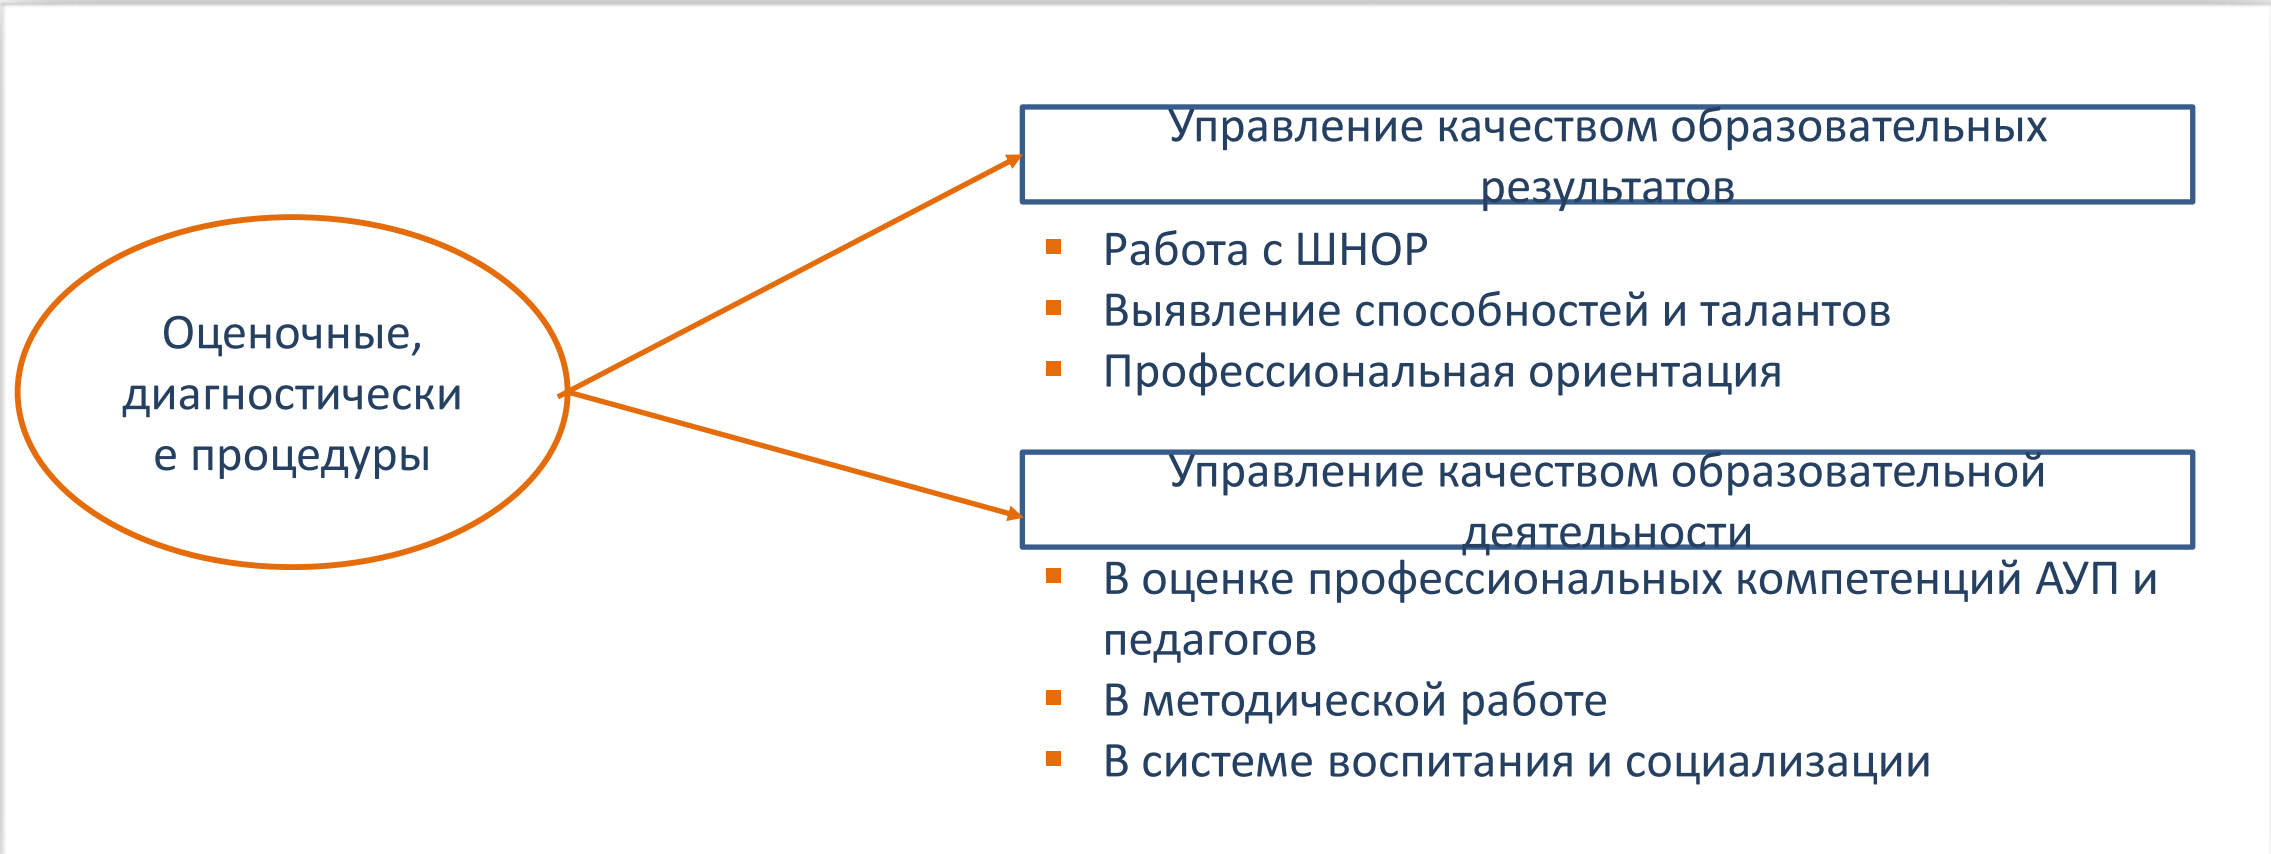 Оценочные,
диагностически
е процедуры
Управление качеством образовательных
результатов
Работа с ШНОР
Выявление способностей и талантов
Профессиональная ориентация
Управление качеством образовательной
деятельности
В оценке профессиональных компетенций АУП и
педагогов
В методической работе
В системе воспитания и социализации